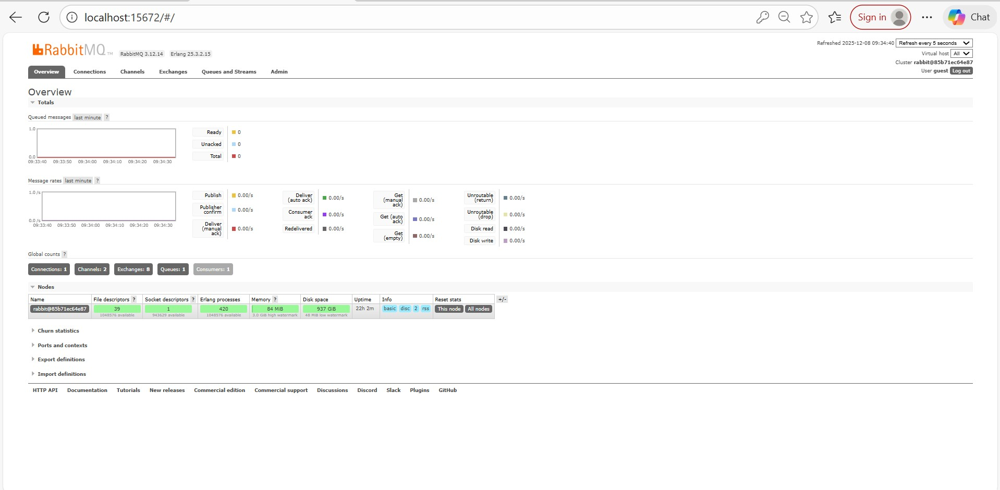 localhost:15672/#/
Sign in
Chat
RabbitMQ TM RabbitMQ 3.12.14 Erlang 25.3.2.15
Refreshed 2025-12-08 09:34:40 Refresh every 5 seconds
Virtual host All
Cluster rabbit@85b71ec64e87
User guest Log out
Overview Connections Channels Exchanges Queues and Streams Admin
Overview
Totals
Queued messages last minute ?
1.0
0.0
09:33:40 09:33:50 09:34:00 09:34:10 09:34:20 09:34:30
Ready 0
Unacked 0
Total 0
Message rates last minute ?
1.0 /s
0.0 /s
09:33:40 09:33:50 09:34:00 09:34:10 09:34:20 09:34:30
Publish 0.00/s
Publisher
confirm 0.00/s
Deliver
(manual
ack) 0.00/s
Deliver
(auto ack) 0.00/s
Consumer
ack 0.00/s
Redelivered 0.00/s
Get
(manual
ack) 0.00/s
Get (auto
ack) 0.00/s
Get
(empty) 0.00/s
Unroutable
(return) 0.00/s
Unroutable
(drop) 0.00/s
Disk read 0.00/s
Disk write 0.00/s
Global counts ?
Connections: 1 Channels: 2 Exchanges: 8 Queues: 1 Consumers: 1
Nodes
Name File descriptors ? Socket descriptors ? Erlang processes Memory ? Disk space Uptime Info Reset stats +/-
rabbit@85b71ec64e87 39 1 420 84 MiB 937 GiB 22h 2m basic disc 2 rss This node All nodes
1048576 available 943629 available 1048576 available 3.0 GiB high watermark 48 MiB low watermark
Churn statistics
Ports and contexts
Export definitions
Import definitions
HTTP API Documentation Tutorials New releases Commercial edition Commercial support Discussions Discord Slack Plugins GitHub